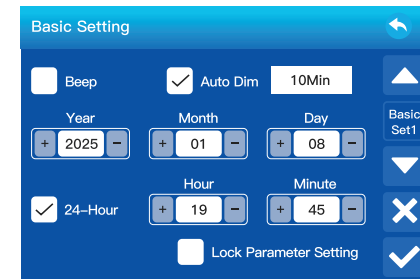 Basic Setting
Beep
Auto Dim 10Min
Year Month Day
+ 2025 - + 01 - + 08 -
Basic
Set1
Hour Minute
24-Hour + 19 - + 45 -
Lock Parameter Setting